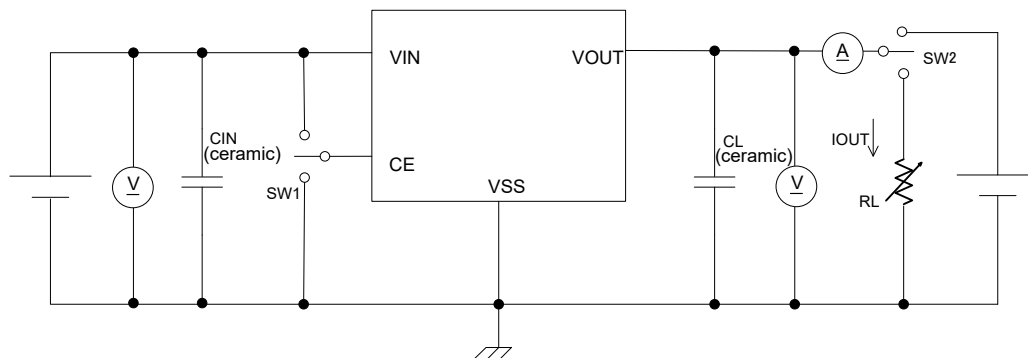 VIN
VOUT
A
SW2
CIN
(ceramic)
CL
(ceramic)
IOUT
CE
V
SW1
VSS
V
RL